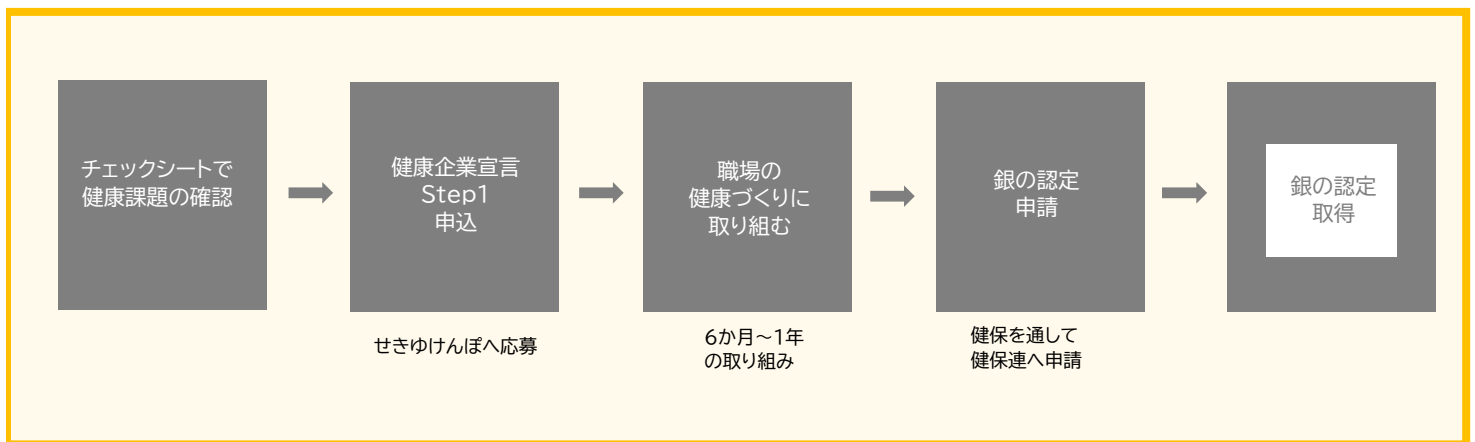 チェックシートで
健康課題の確認
健康企業宣言
Step1
申込
せきゆけんぽへ応募
職場の
健康づくりに
取り組む
6か月～1年
の取り組み
銀の認定
申請
健保を通して
健保連へ申請
銀の認定
取得